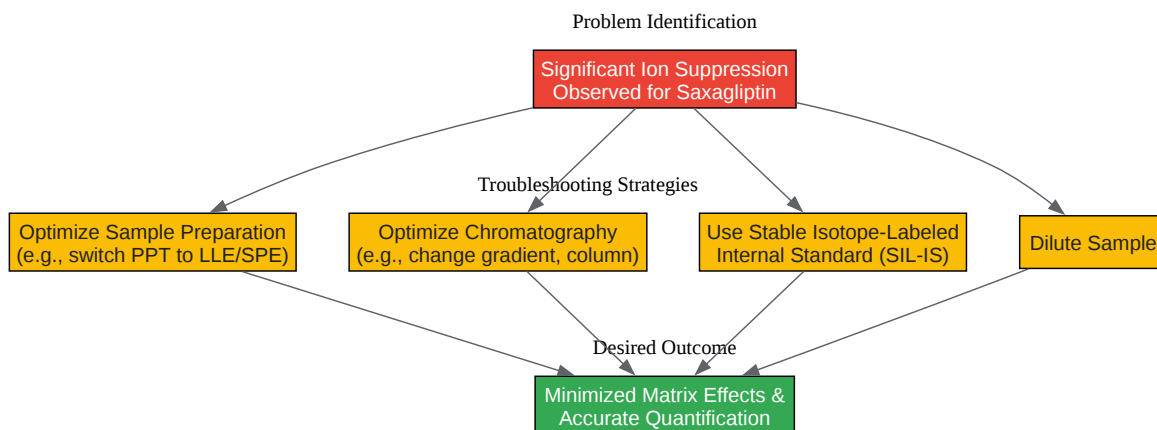 Problem Identification
Significant Ion Suppression
Observed for Saxagliptin
Troubleshooting Strategies
Optimize Sample Preparation
(e.g., switch PPT to LLE/SPE)
Optimize Chromatography
(e.g., change gradient, column)
Use Stable Isotope-Labeled
Internal Standard (SIL-IS)
Dilute Sample
Desired Outcome
Minimized Matrix Effects &
Accurate Quantification